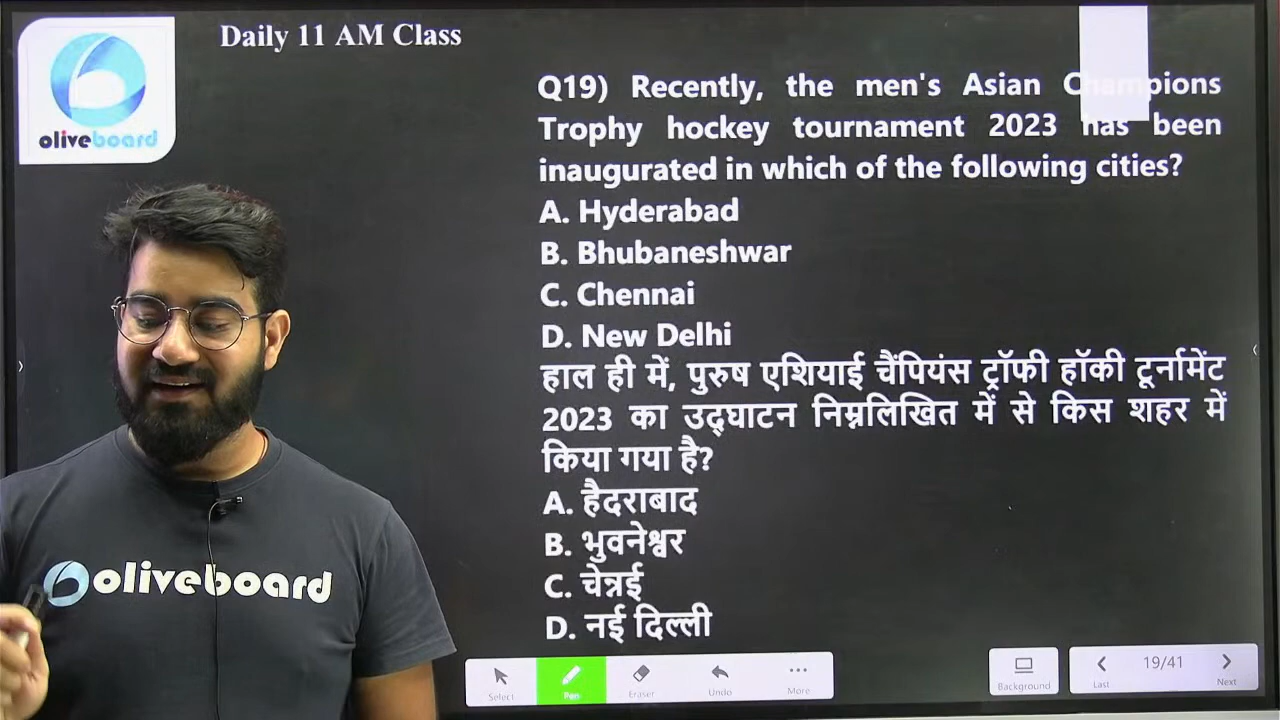 Daily 11 AM Class
oliveboard
Q19) Recently, the men's Asian Champions
Trophy hockey tournament 2023 has been
inaugurated in which of the following cities?
A. Hyderabad
B. Bhubaneshwar
C. Chennai
D. New Delhi
हाल ही में, पुरुष एशियाई चैंपियंस ट्रॉफी हॉकी टूर्नामेंट
2023 का उद्घाटन निम्नलिखित में से किस शहर में
किया गया है?
A. हैदराबाद
B. भुवनेश्वर
C. चेन्नई
D. नई दिल्ली
oliveboard
Select Pen Eraser Undo More
Background
Last 19/41 Next